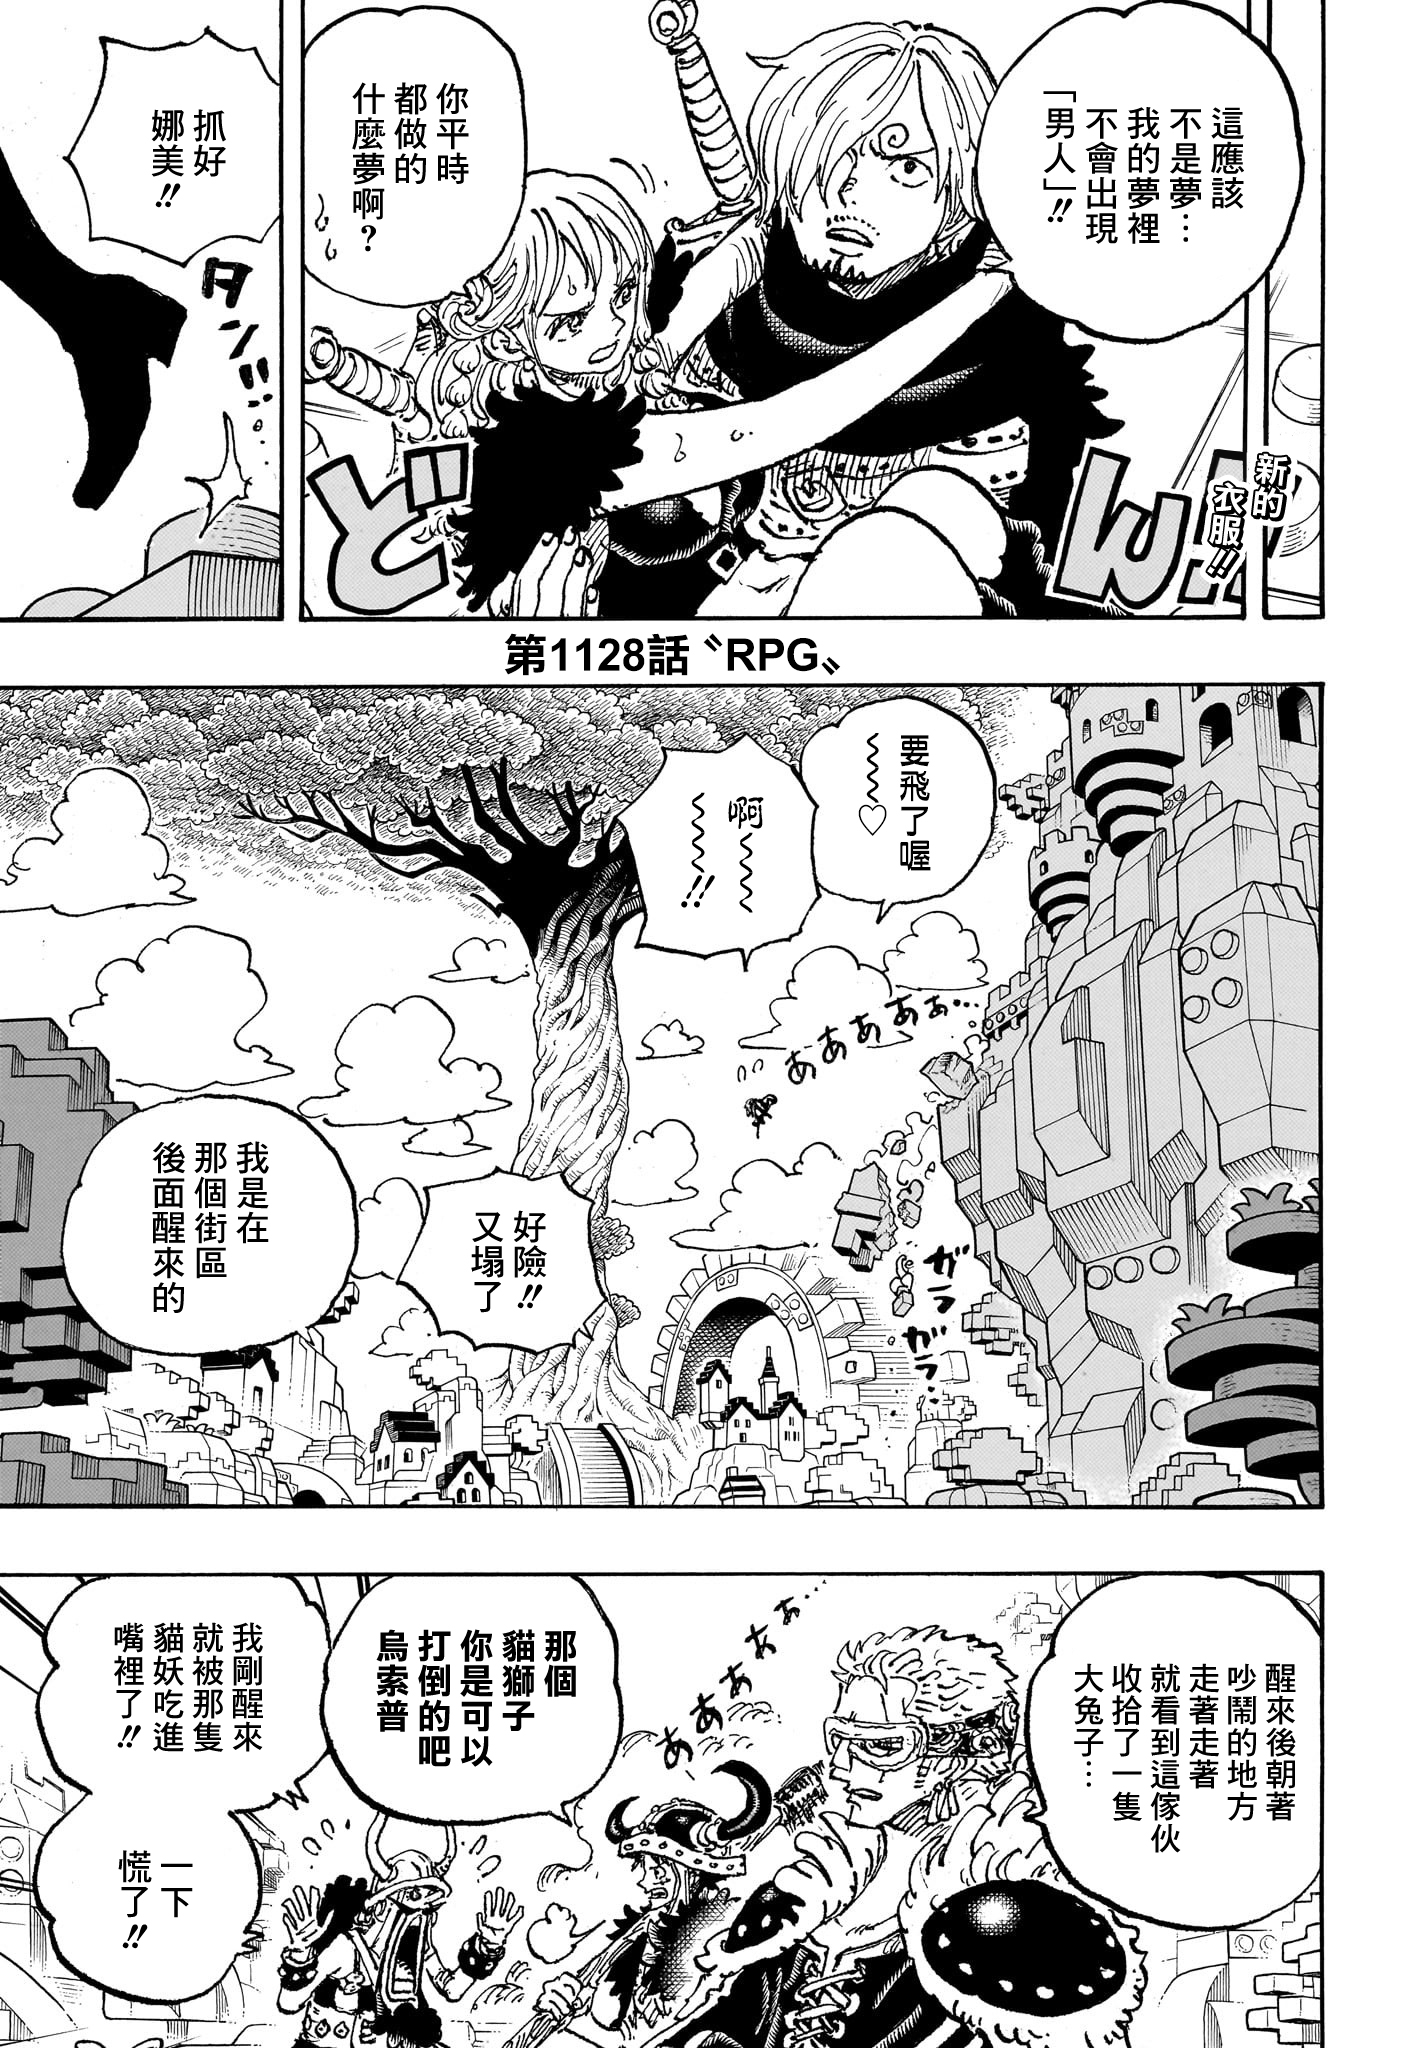 這應該
不是夢…
我的夢裡
不會出現
「男人」!!
新的
衣服!!
你平時
都做的
什麼夢啊?
どん!!
抓好
娜美!!
タン!!
第1128話〝RPG〟
要飛了喔
~~~♡
啊~~
~~~!!
ああああぁ…
ガラガラ…
好險!!
又塌了
我是在
那個街區
後面醒來的
醒來後朝著
吵鬧的地方
走著走著
就看到這傢伙
收拾了一隻
大兔子…
ああああぁ…
那個
貓獅子
你是可以
打倒的吧
烏索普
我剛醒來
就被那隻
貓妖吃進
嘴裡了!!
一下
慌了!!